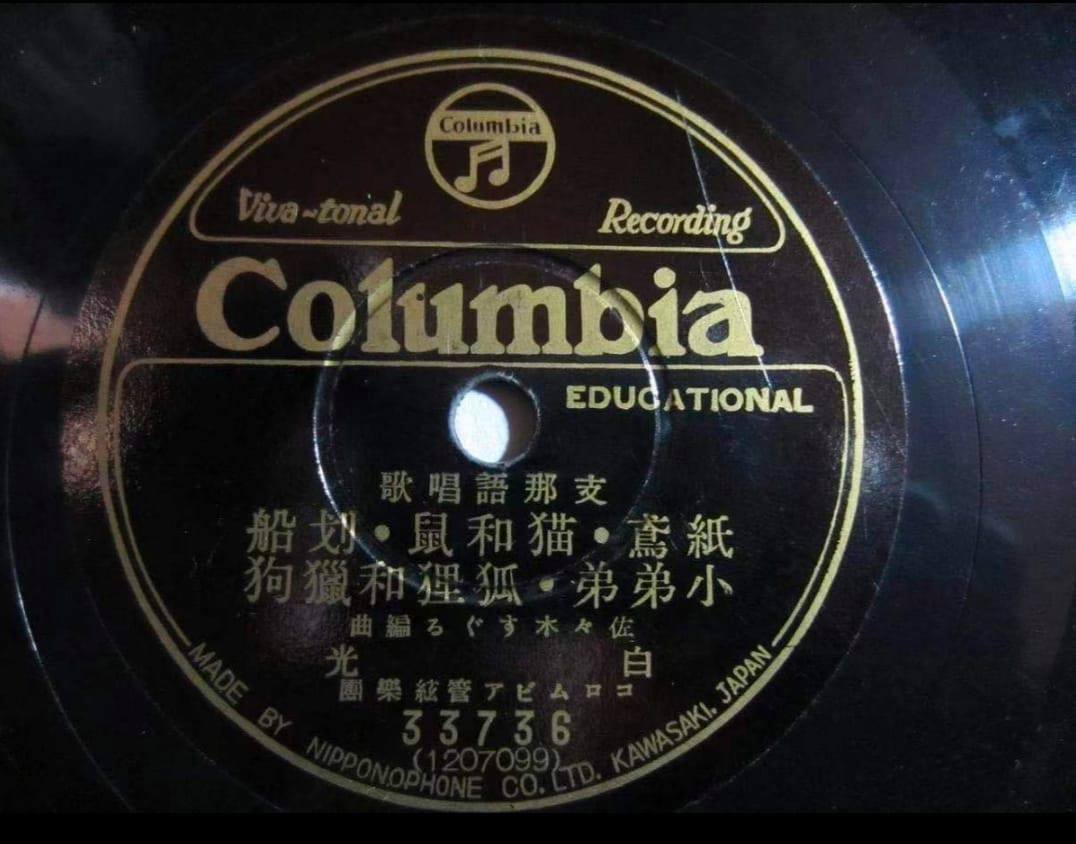 Columbia
Viva-tonal Recording
Columbia
EDUCATIONAL
支那語唱歌
紙鳶・猫和鼠・划船
小弟弟・狐狸和獵狗
佐々木すぐる編曲
白光
コロムビア管絃樂團
33736
(1207099)
MADE BY NIPPONOPHONE CO. LTD. KAWASAKI. JAPAN